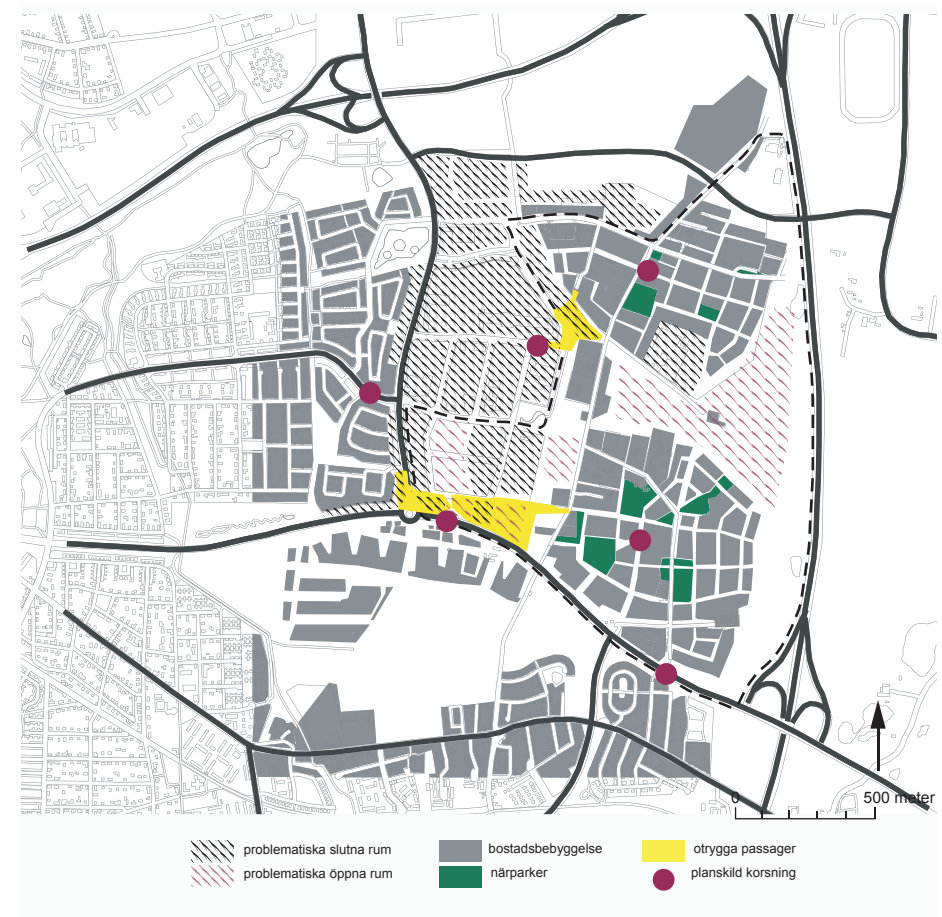 0 500 meter
problematiska slutna rum bostadsbebyggelse otrygga passager
problematiska öppna rum närparker planskild korsning